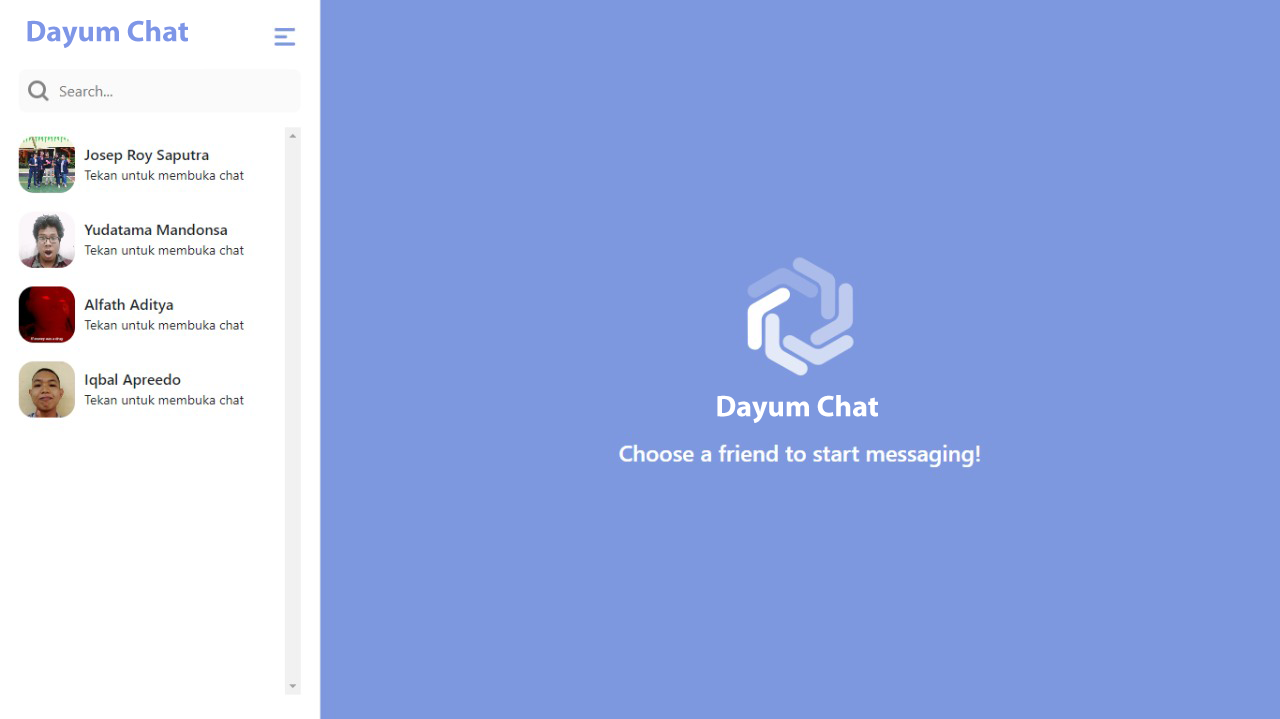 Dayum Chat
Search...
Josep Roy Saputra
Tekan untuk membuka chat
Yudatama Mandonsa
Tekan untuk membuka chat
Alfath Aditya
Tekan untuk membuka chat
Iqbal Apreedo
Tekan untuk membuka chat
Dayum Chat
Choose a friend to start messaging!